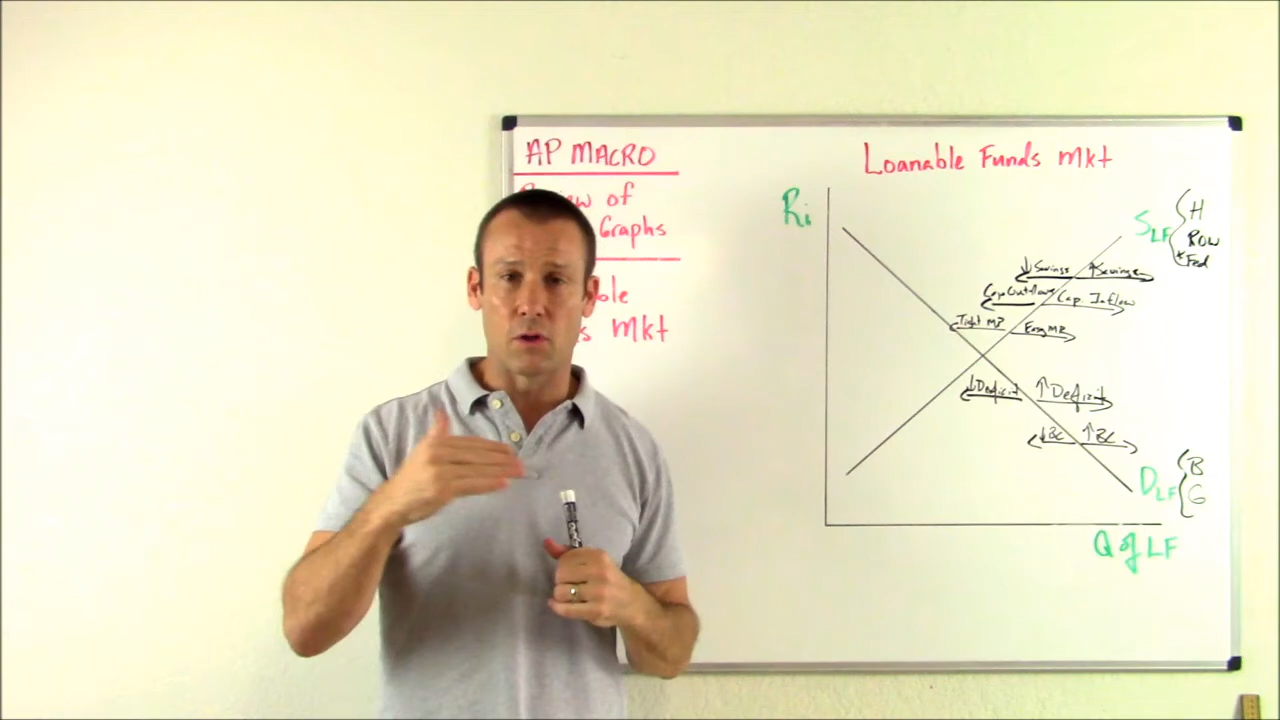 AP MACRO
Review of
Graphs
Mkt
Loanable Funds Mkt
Ri
SLF
H
ROW
*Fed
↓Savings ↑Savings
Cap Outflows Cap. Inflow
Tight MP Easy MP
↓Deficit ↑Deficit
↓BC ↑BC
DLF
B
G
Q of LF